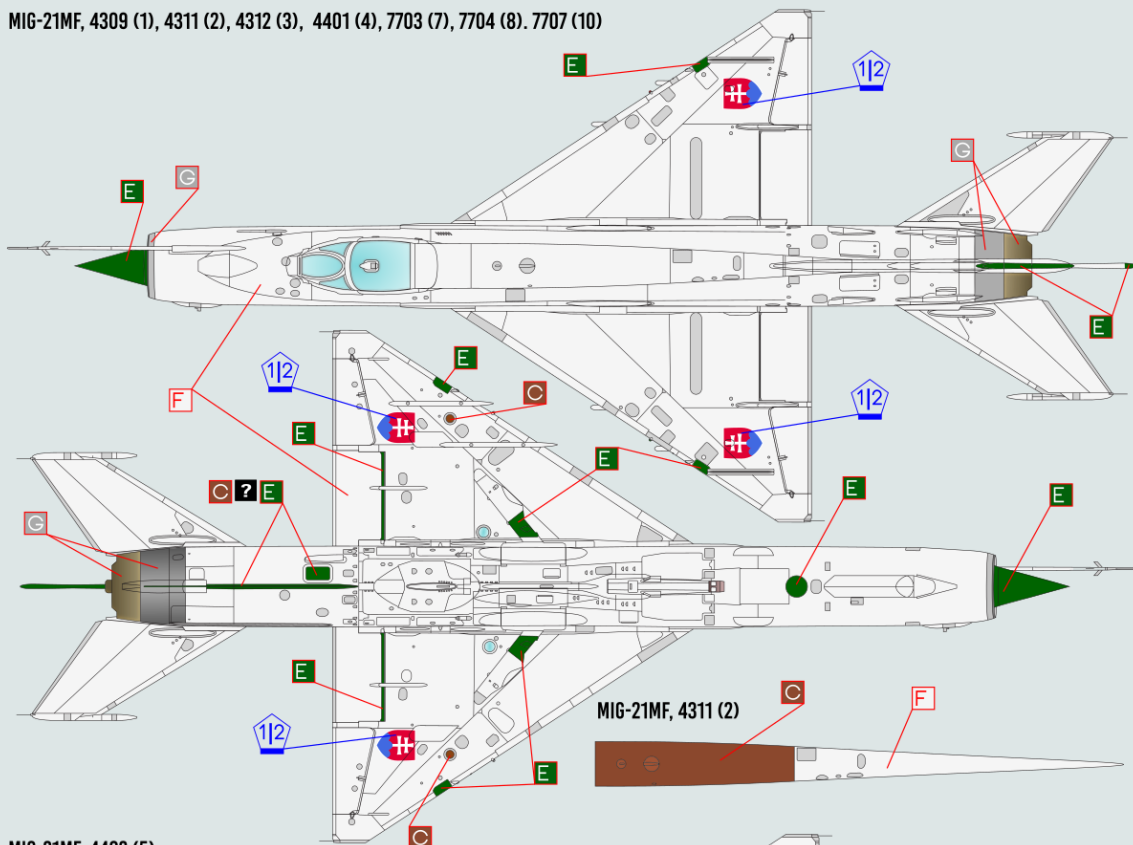 MIG-21MF, 4309 (1), 4311 (2), 4312 (3), 4401 (4), 7703 (7), 7704 (8). 7707 (10)
E
1|2
G
E
G
E
E
1|2
C
1|2
F
E
E
C ? E
E
E
G
E
C
F
MIG-21MF, 4311 (2)
1|2
E
C